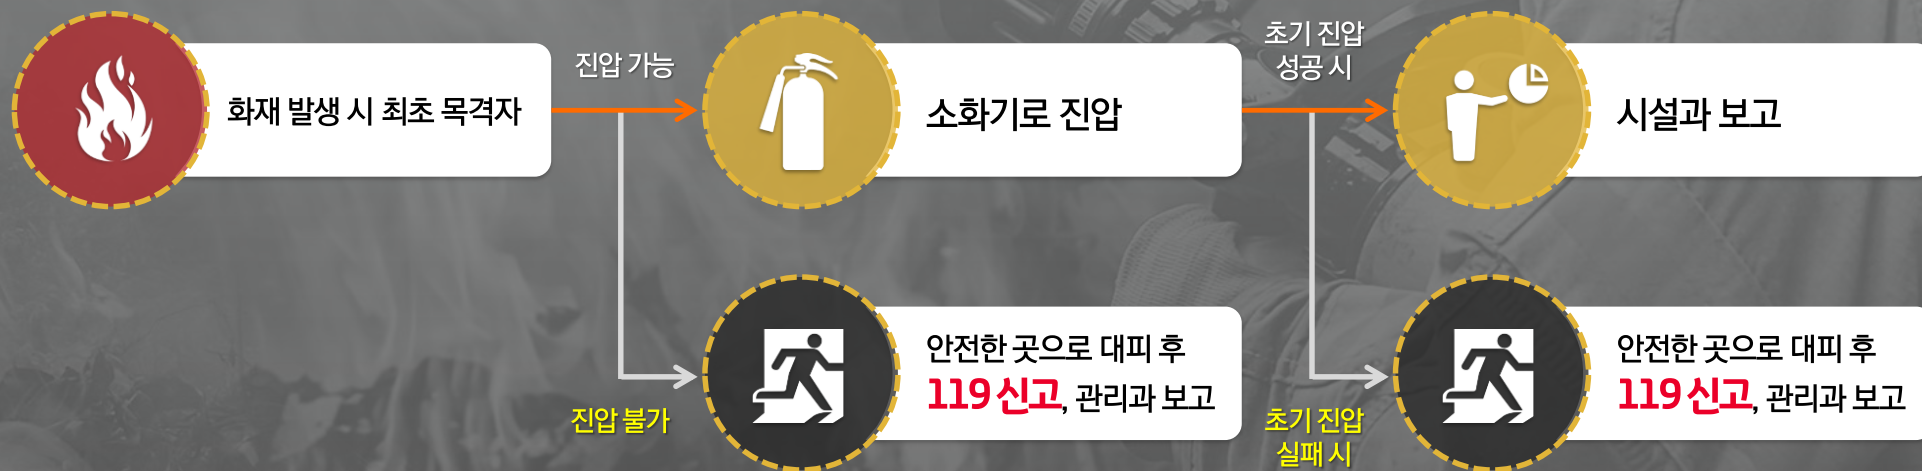 화재 발생 시 최초 목격자
진압 가능
소화기로 진압
초기 진압
성공 시
시설과 보고
진압 불가
안전한 곳으로 대피 후
119 신고, 관리과 보고
초기 진압
실패 시
안전한 곳으로 대피 후
119 신고, 관리과 보고